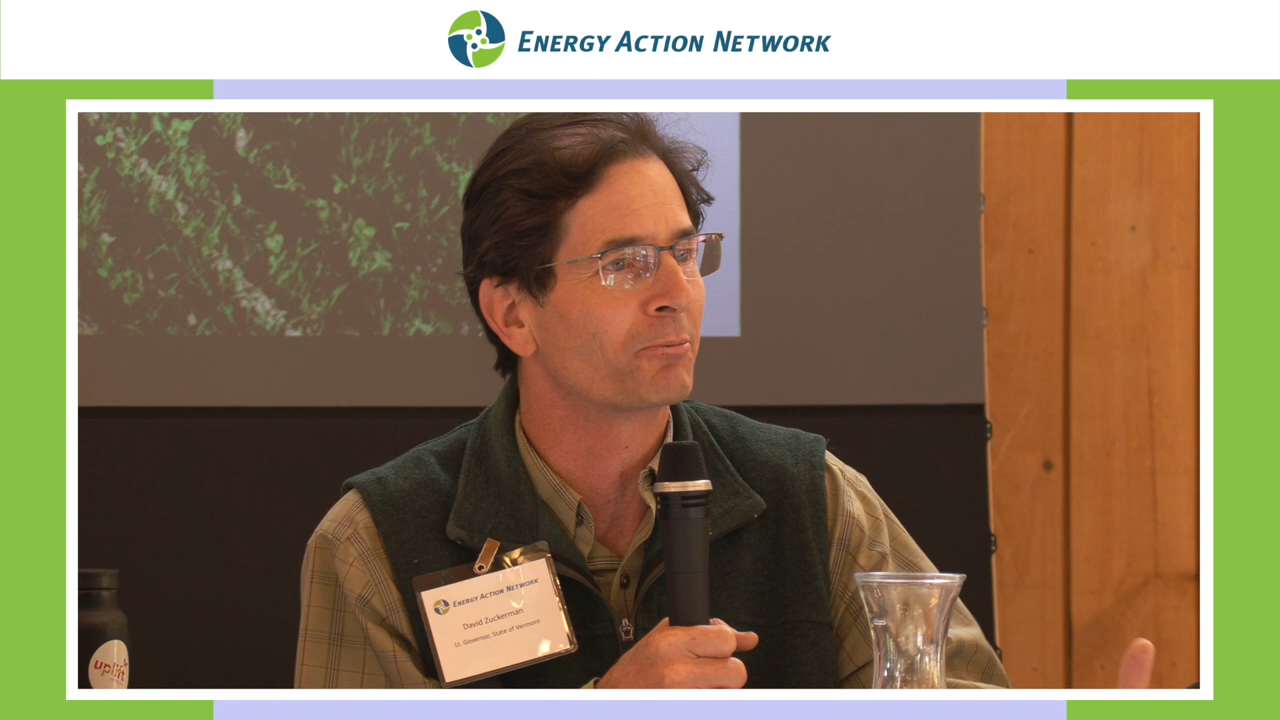 ENERGY ACTION NETWORK
ENERGY ACTION NETWORK
David Zuckerman
Lt. Governor, State of Vermont
uplift